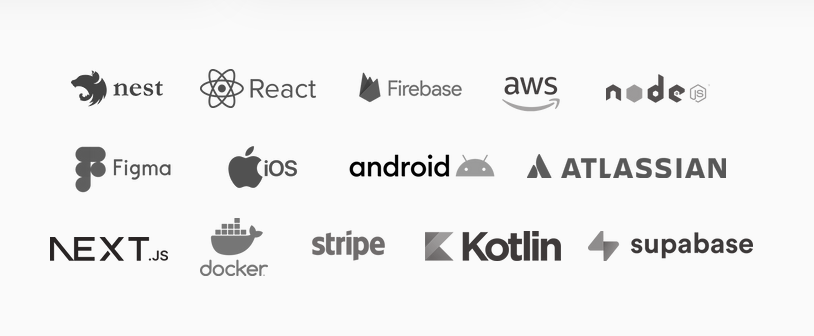 nest React Firebase aws node JS
Figma iOS android ATLASSIAN
NEXT.JS docker stripe Kotlin supabase